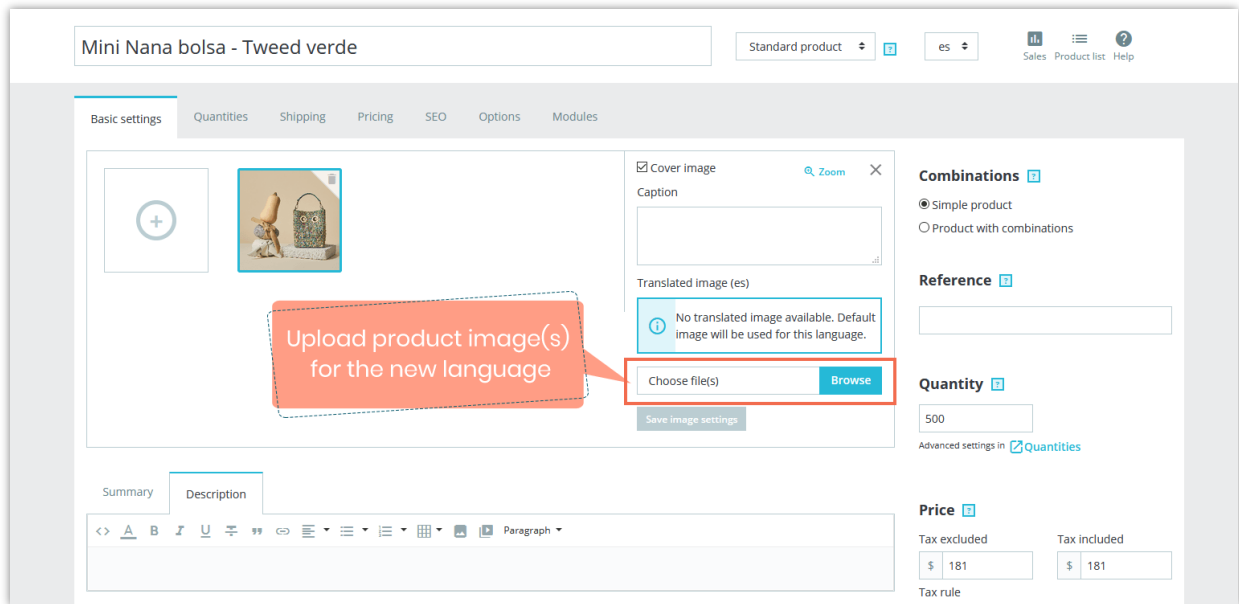 Mini Nana bolsa - Tweed verde
Standard product
?
es
Sales
Product list
?
Help
Basic settings
Quantities
Shipping
Pricing
SEO
Options
Modules
Cover image
Zoom
Caption
Translated image (es)
No translated image available. Default
image will be used for this language.
Choose file(s)
Browse
Save image settings
Upload product image(s)
for the new language
Combinations ?
Simple product
Product with combinations
Reference ?
Quantity ?
500
Advanced settings in Quantities
Price ?
Tax excluded
Tax included
$ 181
$ 181
Tax rule
Summary
Description
A B I U Paragraph